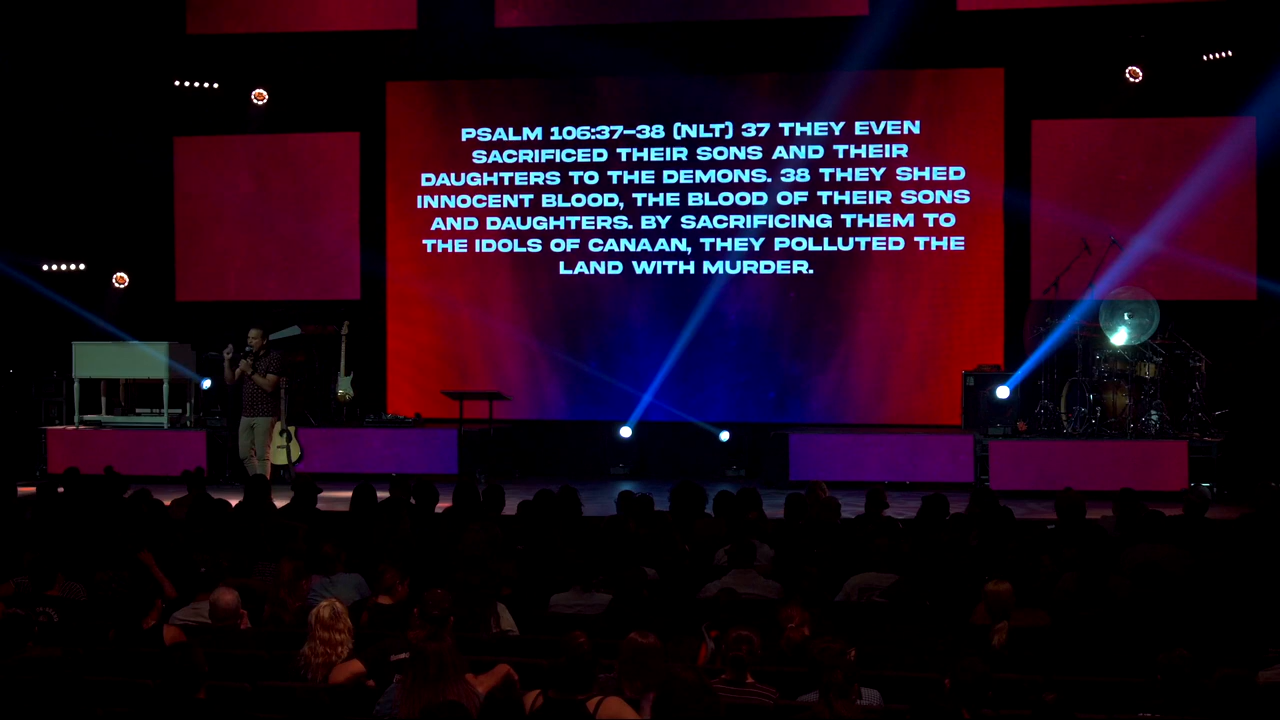 PSALM 106:37–38 (NLT) 37 THEY EVEN
SACRIFICED THEIR SONS AND THEIR
DAUGHTERS TO THE DEMONS. 38 THEY SHED
INNOCENT BLOOD, THE BLOOD OF THEIR SONS
AND DAUGHTERS. BY SACRIFICING THEM TO
THE IDOLS OF CANAAN, THEY POLLUTED THE
LAND WITH MURDER.